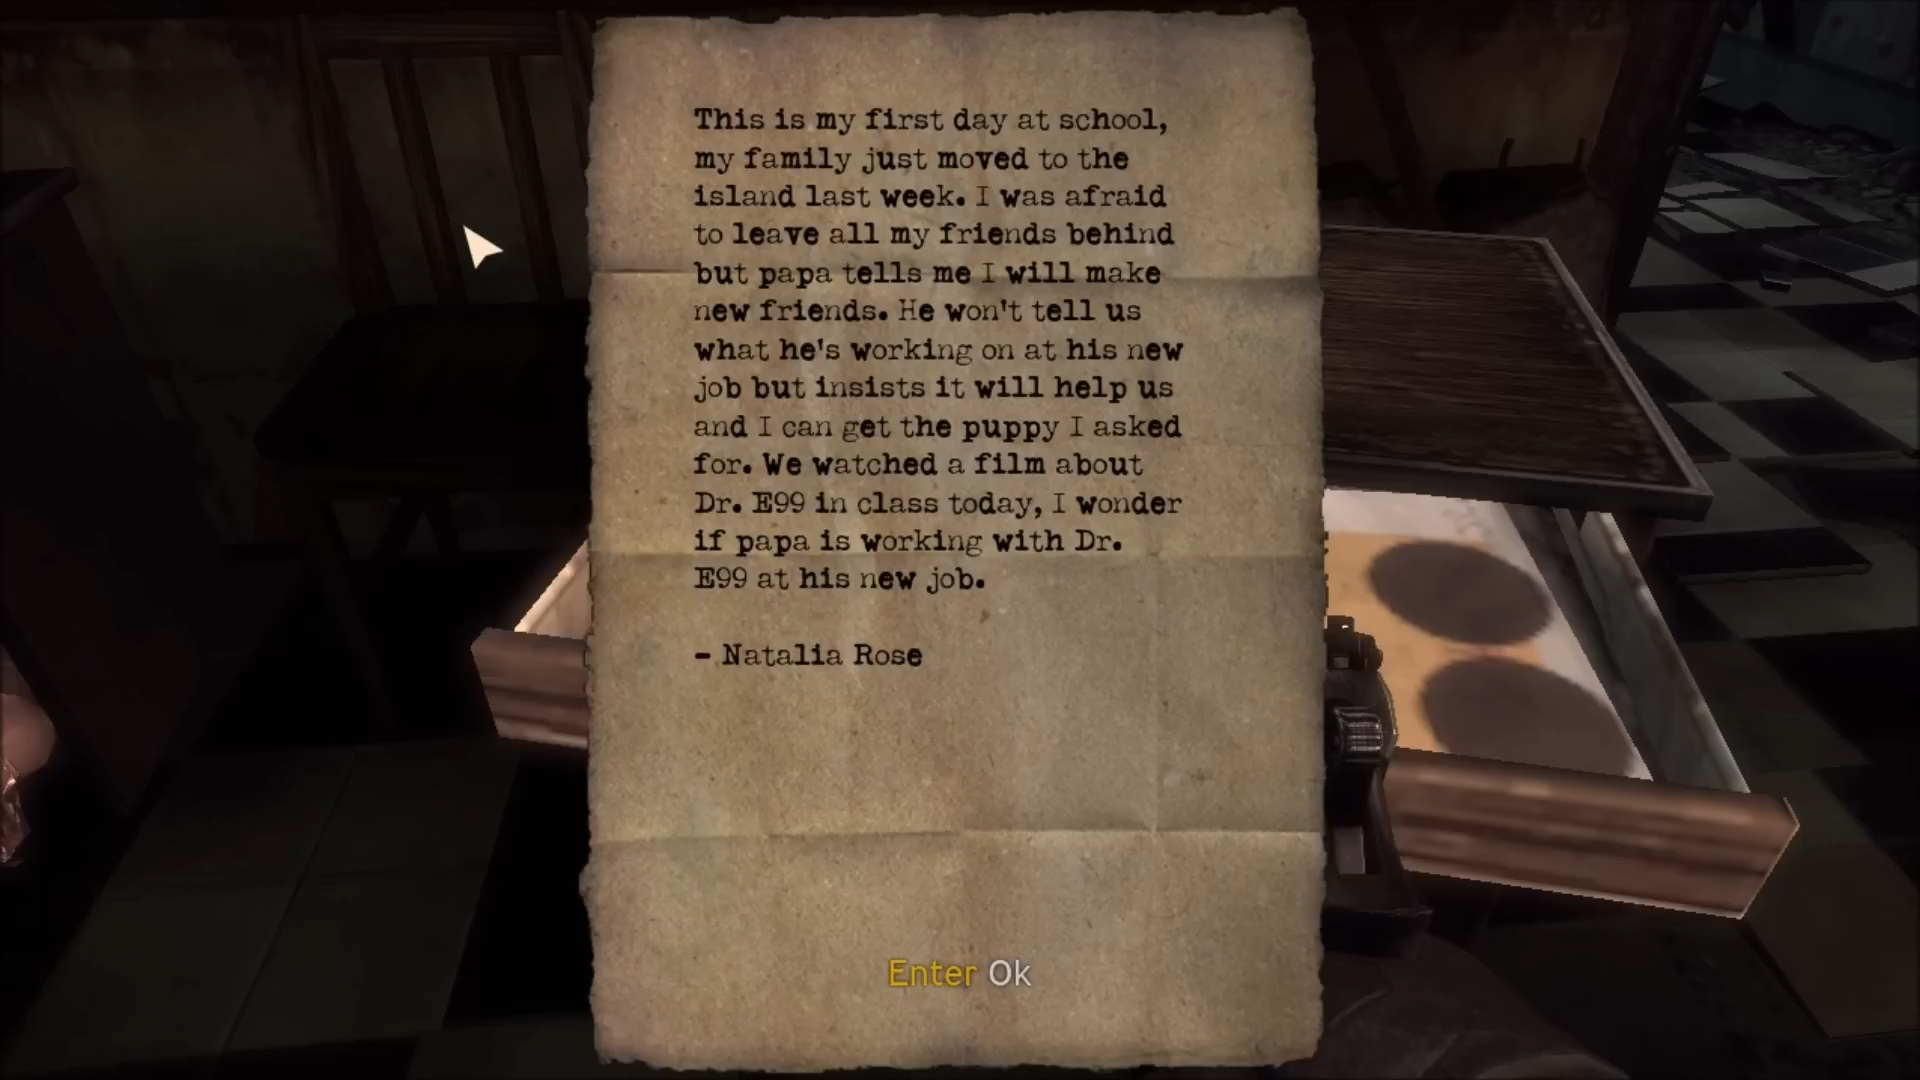 This is my first day at school,
my family just moved to the
island last week. I was afraid
to leave all my friends behind
but papa tells me I will make
new friends. He won't tell us
what he's working on at his new
job but insists it will help us
and I can get the puppy I asked
for. We watched a film about
Dr. E99 in class today, I wonder
if papa is working with Dr.
E99 at his new job.
- Natalia Rose
Enter Ok